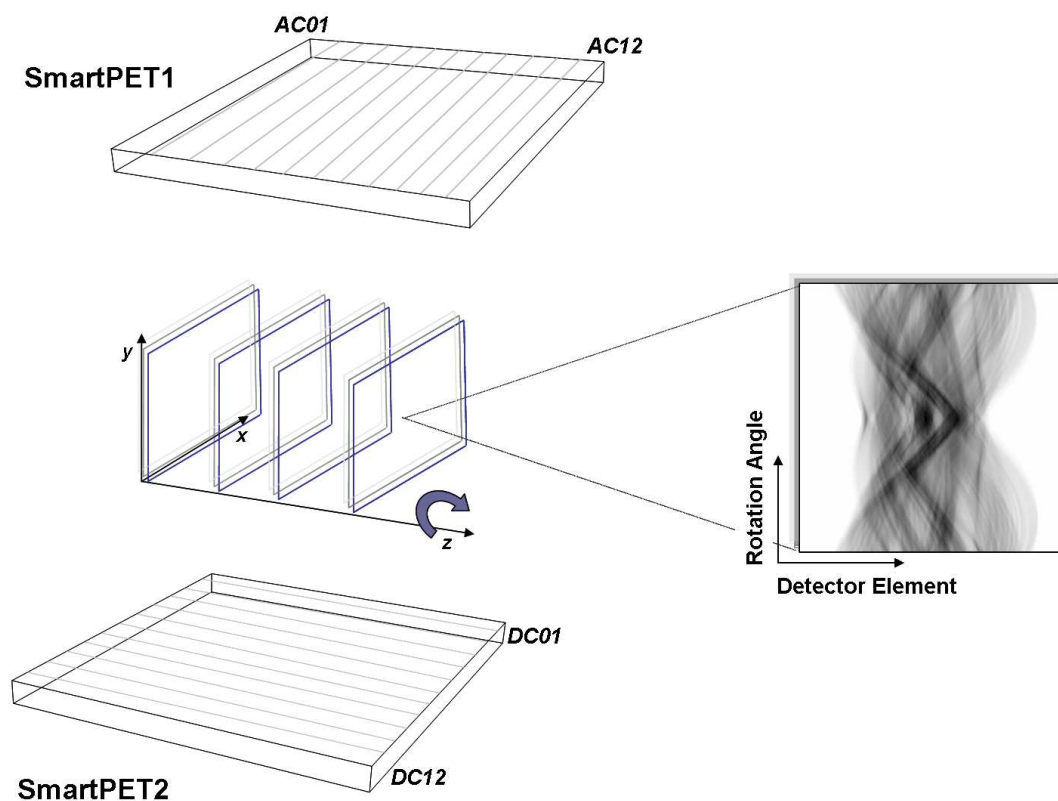 AC01
AC12
SmartPET1
y
x
z
Rotation Angle
Detector Element
DC01
DC12
SmartPET2